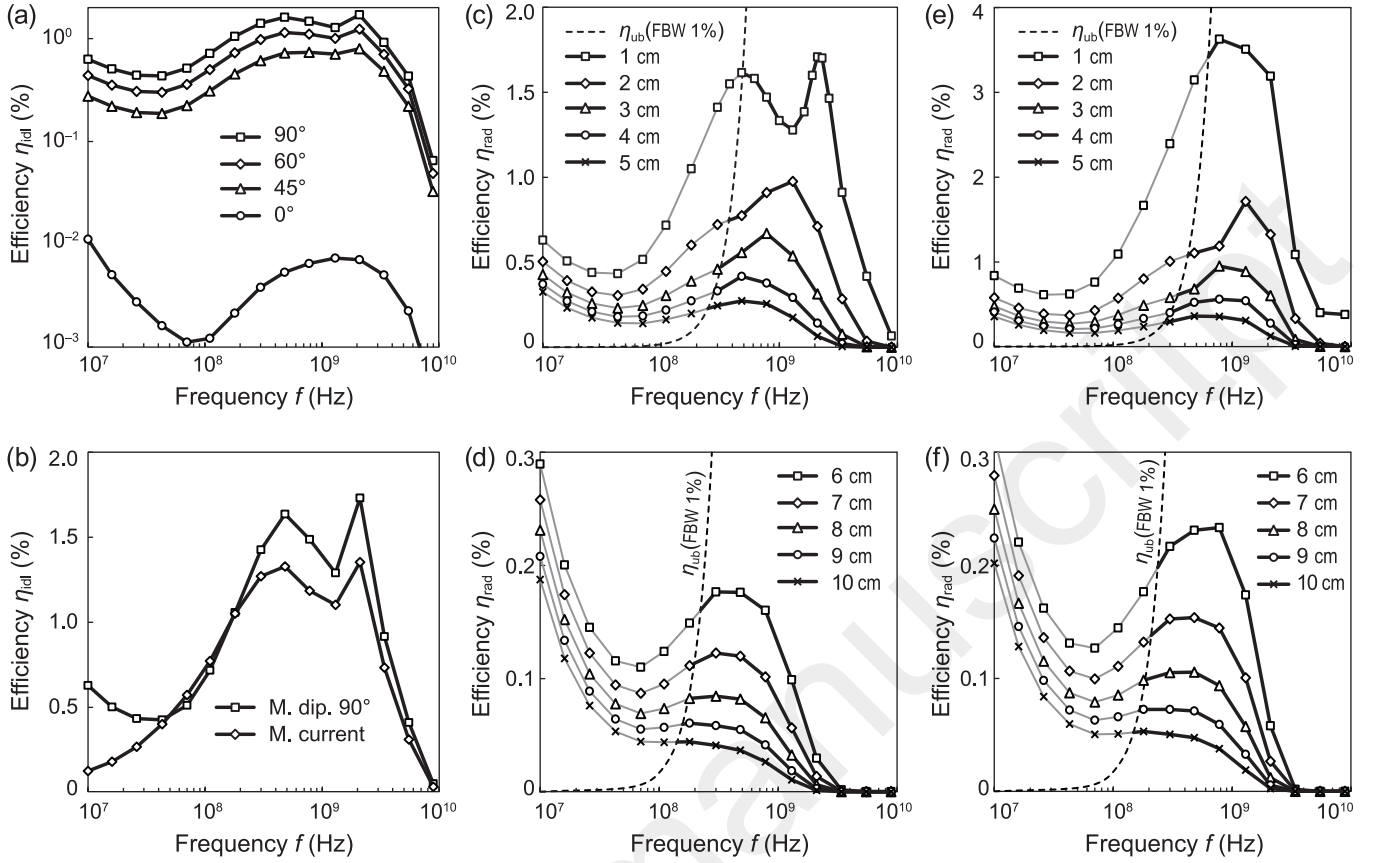 (a)
Efficiency ηidl (%)
10⁰
10⁻¹
10⁻²
10⁻³
90°
60°
45°
0°
10⁷ 10⁸ 10⁹ 10¹⁰
Frequency f (Hz)
(c)
Efficiency ηrad (%)
2.0
1.5
1.0
0.5
0
ηub(FBW 1%)
1 cm
2 cm
3 cm
4 cm
5 cm
10⁷ 10⁸ 10⁹ 10¹⁰
Frequency f (Hz)
(e)
Efficiency ηrad (%)
4
3
2
1
0
ηub(FBW 1%)
1 cm
2 cm
3 cm
4 cm
5 cm
10⁷ 10⁸ 10⁹ 10¹⁰
Frequency f (Hz)
(b)
Efficiency ηidl (%)
2.0
1.5
1.0
0.5
0
M. dip. 90°
M. current
10⁷ 10⁸ 10⁹ 10¹⁰
Frequency f (Hz)
(d)
Efficiency ηrad (%)
0.3
0.2
0.1
0
ηub(FBW 1%)
6 cm
7 cm
8 cm
9 cm
10 cm
10⁷ 10⁸ 10⁹ 10¹⁰
Frequency f (Hz)
(f)
Efficiency ηrad (%)
0.3
0.2
0.1
0
ηub(FBW 1%)
6 cm
7 cm
8 cm
9 cm
10 cm
10⁷ 10⁸ 10⁹ 10¹⁰
Frequency f (Hz)
manuscript